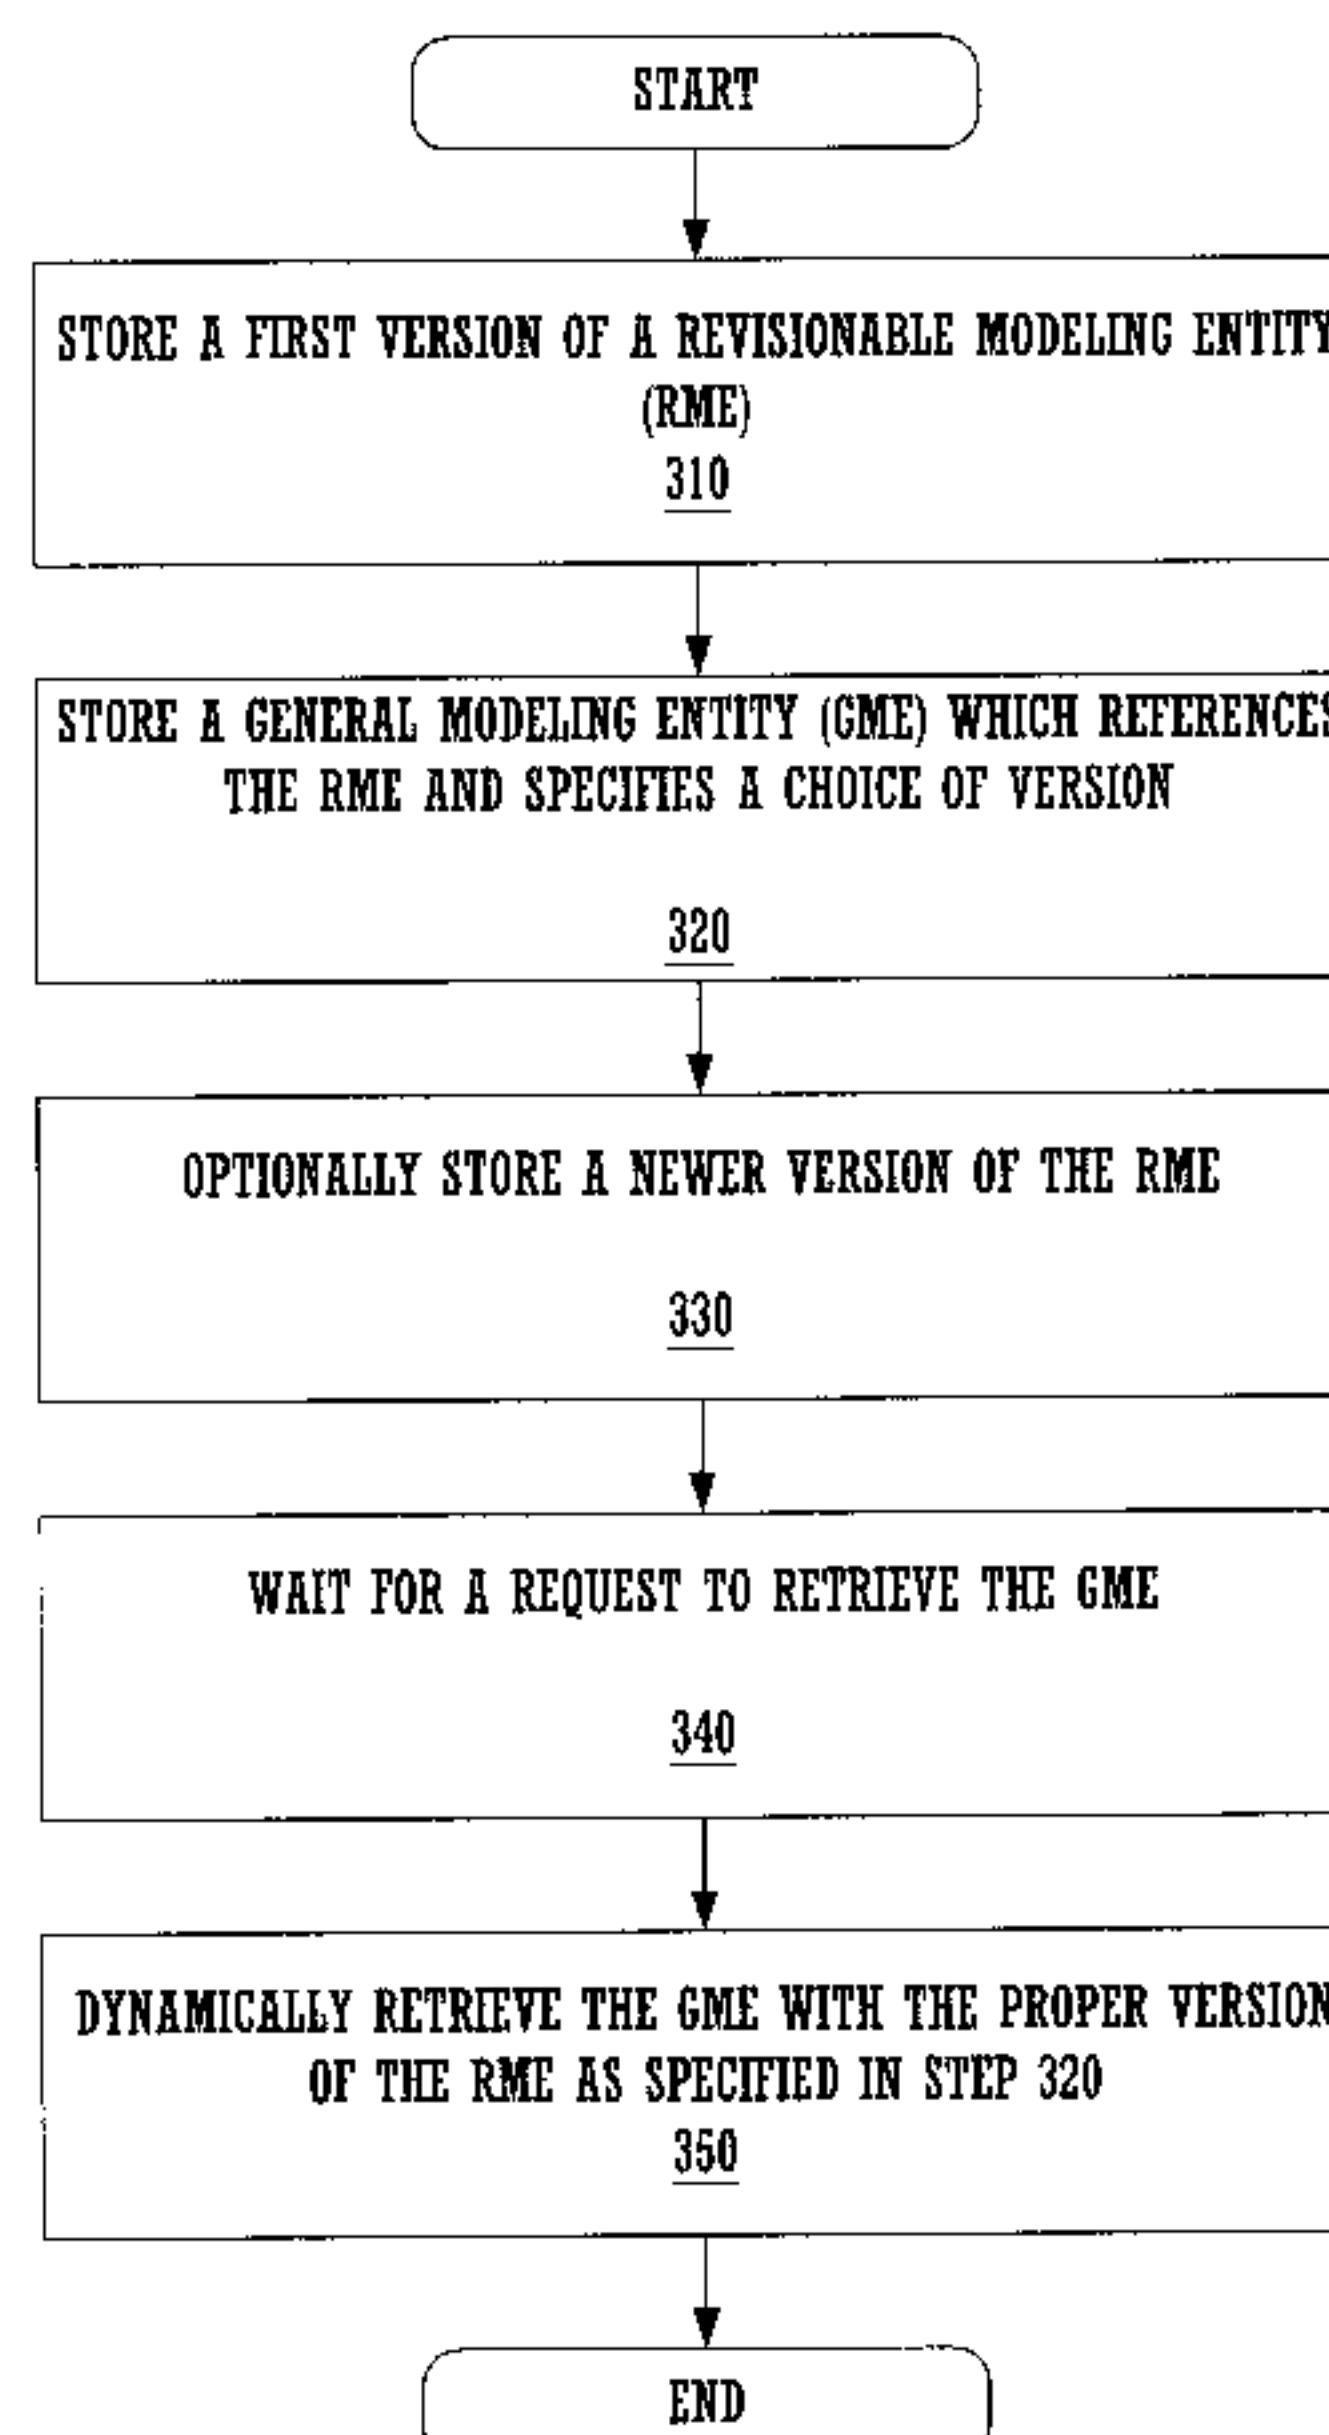 START
STORE A FIRST VERSION OF A REVISIONABLE MODELING ENTITY
(RME)
310
STORE A GENERAL MODELING ENTITY (GME) WHICH REFERENCES
THE RME AND SPECIFIES A CHOICE OF VERSION
320
OPTIONALLY STORE A NEWER VERSION OF THE RME
330
WAIT FOR A REQUEST TO RETRIEVE THE GME
340
DYNAMICALLY RETRIEVE THE GME WITH THE PROPER VERSION
OF THE RME AS SPECIFIED IN STEP 320
350
END